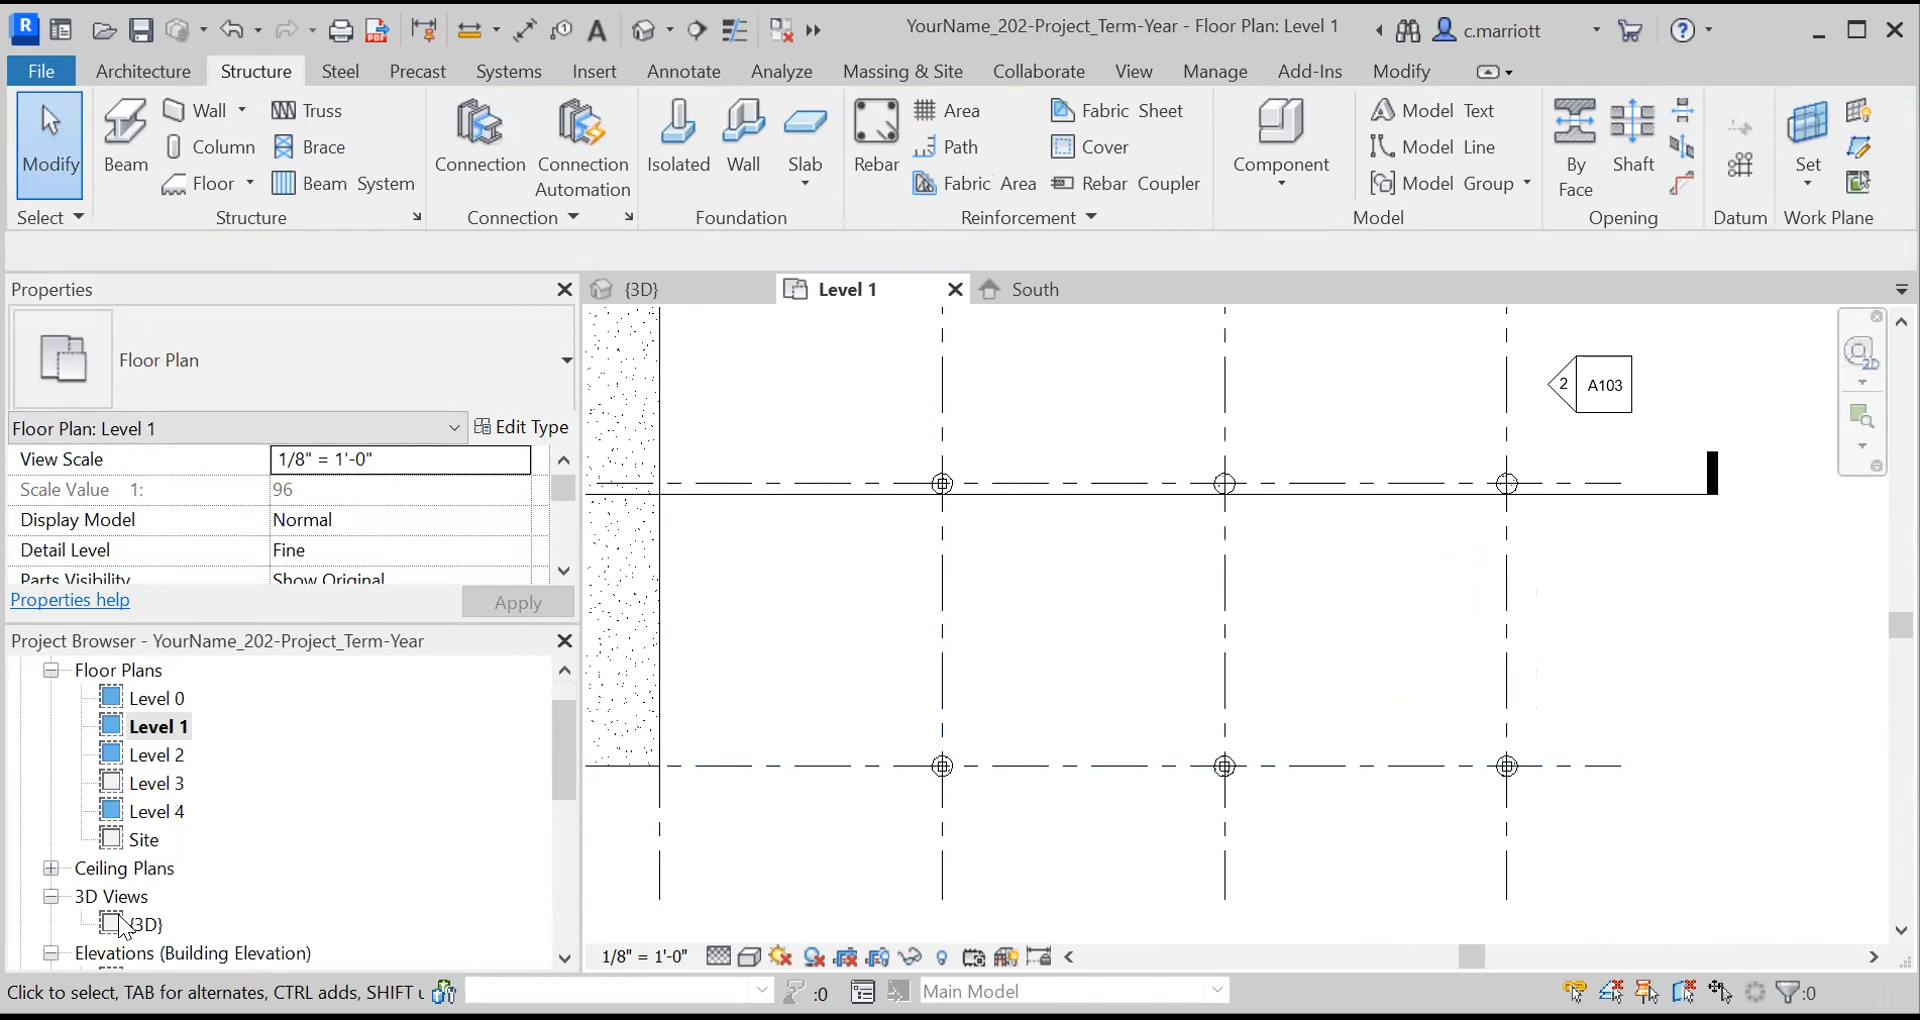 R
YourName_202-Project_Term-Year - Floor Plan: Level 1
c.marriott
File Architecture Structure Steel Precast Systems Insert Annotate Analyze Massing & Site Collaborate View Manage Add-Ins Modify
Modify
Select
Beam
Wall
Column
Floor
Truss
Brace
Beam System
Structure
Connection
Connection Automation
Connection
Isolated
Wall
Slab
Foundation
Rebar
Area
Path
Fabric Area
Fabric Sheet
Cover
Rebar Coupler
Reinforcement
Component
Model Text
Model Line
Model Group
Model
By Face
Shaft
Opening
Datum
Set
Work Plane
Properties
{3D}
Level 1
South
Floor Plan
Floor Plan: Level 1
Edit Type
View Scale 1/8" = 1'-0"
Scale Value 1: 96
Display Model Normal
Detail Level Fine
Parts Visibility Show Original
Properties help
Apply
Project Browser - YourName_202-Project_Term-Year
Floor Plans
Level 0
Level 1
Level 2
Level 3
Level 4
Site
Ceiling Plans
3D Views
{3D}
Elevations (Building Elevation)
2 A103
2D
1/8" = 1'-0"
Click to select, TAB for alternates, CTRL adds, SHIFT u
:0
Main Model
:0